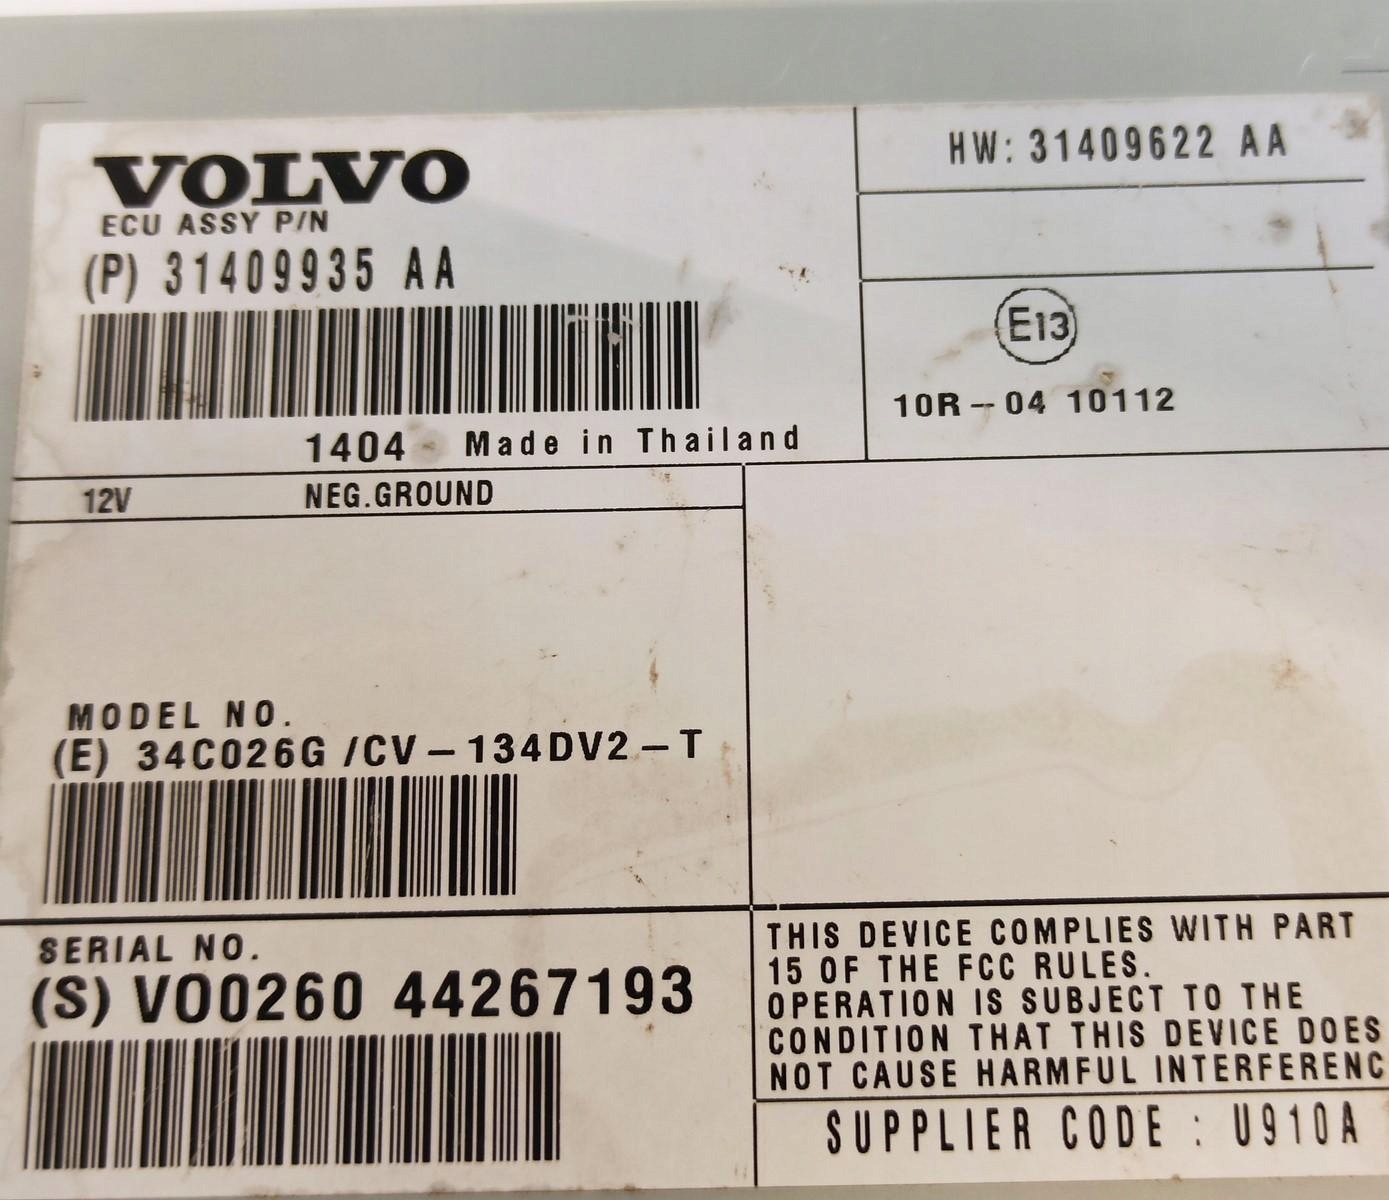 VOLVO
ECU ASSY P/N
(P) 31409935 AA
1404 Made in Thailand
HW: 31409622 AA
E13
10R-04 10112
12V NEG.GROUND
MODEL NO.
(E) 34C026G /CV-134DV2-T
SERIAL NO.
(S) VO0260 44267193
THIS DEVICE COMPLIES WITH PART
15 OF THE FCC RULES.
OPERATION IS SUBJECT TO THE
CONDITION THAT THIS DEVICE DOES
NOT CAUSE HARMFUL INTERFERENC
SUPPLIER CODE : U910A